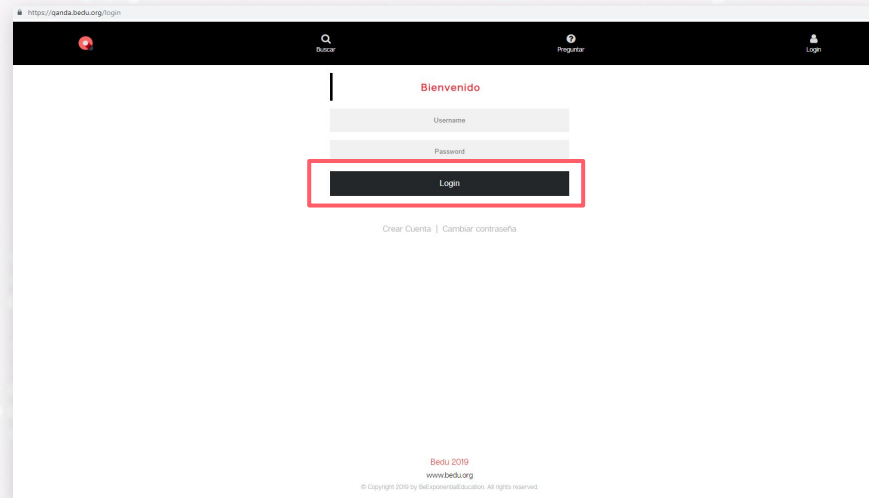 https://qanda.bedu.org/login
Buscar
Preguntar
Login
Bienvenido
Username
Password
Login
Crear Cuenta | Cambiar contraseña
Bedu 2019
www.bedu.org
© Copyright 2019 by BeExponentialEducation. All rights reserved.